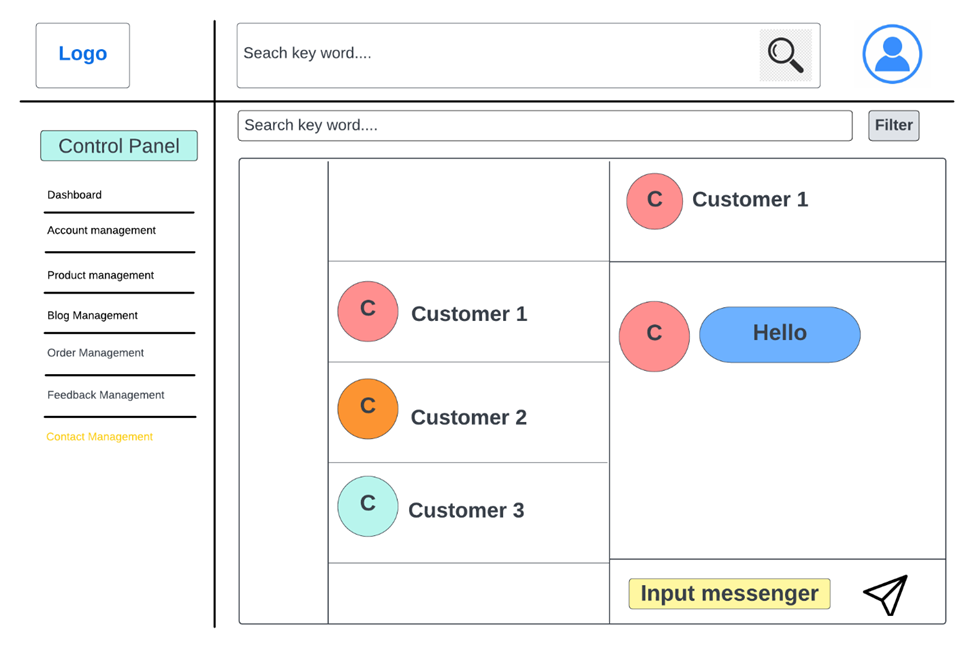 Logo
Seach key word....
Search key word....
Filter
Control Panel
Dashboard
Account management
Product management
Blog Management
Order Management
Feedback Management
Contact Management
C
Customer 1
C
Customer 2
C
Customer 3
C
Customer 1
C
Hello
Input messenger